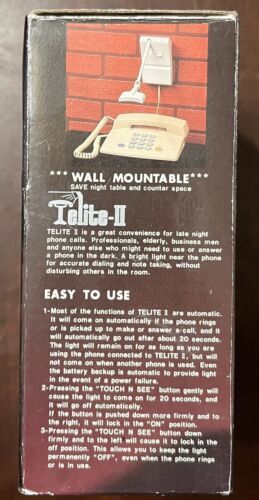 *** WALL MOUNTABLE***
SAVE night table and counter space
Telite-II
TELITE II is a great convenience for late night
phone calls. Professionals, elderly, business men
and anyone else who might need to use or answer
a phone in the dark. A bright light near the phone
for accurate dialing and note taking, without
disturbing others in the room.
EASY TO USE
1-Most of the functions of TELITE II are automatic.
It will come on automatically if the phone rings
or is picked up to make or answer a call, and it
will automatically go out after about 20 seconds.
The light will remain on for as long as you are
using the phone connected to TELITE II, but will
not come on when another phone is used. Even
the battery backup is automatic to provide light
in the event of a power failure.
2-Pressing the "TOUCH N SEE" button gently will
cause the light to come on for 20 seconds, and
it will go off automatically.
If the button is pushed down more firmly and to
the right, it will lock in the "ON" position.
3-Pressing the "TOUCH N SEE" button down
firmly and to the left will cause it to lock in the off
position. This allows you to keep the light
permanently "OFF", even when the phone rings
or is in use.